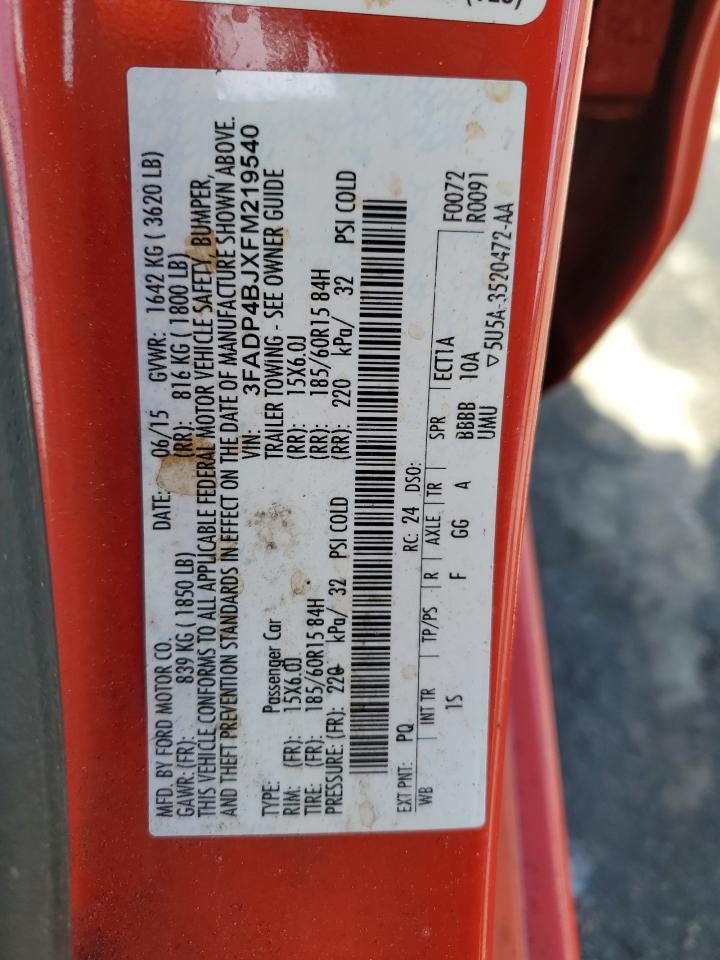 MFD. BY FORD MOTOR CO.
DATE: 06/15 GVWR: 1642 KG ( 3620 LB)
GAWR: (FR): 839 KG ( 1850 LB) (RR): 816 KG ( 1800 LB)
THIS VEHICLE CONFORMS TO ALL APPLICABLE FEDERAL MOTOR VEHICLE SAFETY, BUMPER,
AND THEFT PREVENTION STANDARDS IN EFFECT ON THE DATE OF MANUFACTURE SHOWN ABOVE.
VIN: 3FADP4BJXFM219540
TYPE: Passenger Car TRAILER TOWING - SEE OWNER GUIDE
RIM: (FR): 15X6.0J (RR): 15X6.0J
TIRE: (FR): 185/60R15 84H (RR): 185/60R15 84H
PRESSURE: (FR): 220 kPa/ 32 PSI COLD (RR): 220 kPa/ 32 PSI COLD
EXT PNT: PQ RC: 24 DSO: F0072
WB INT TR TP/PS R AXLE TR SPR ECT1A R0091
1S F GG A BBBB 10A
UMU ▽5U5A-3520472-AA